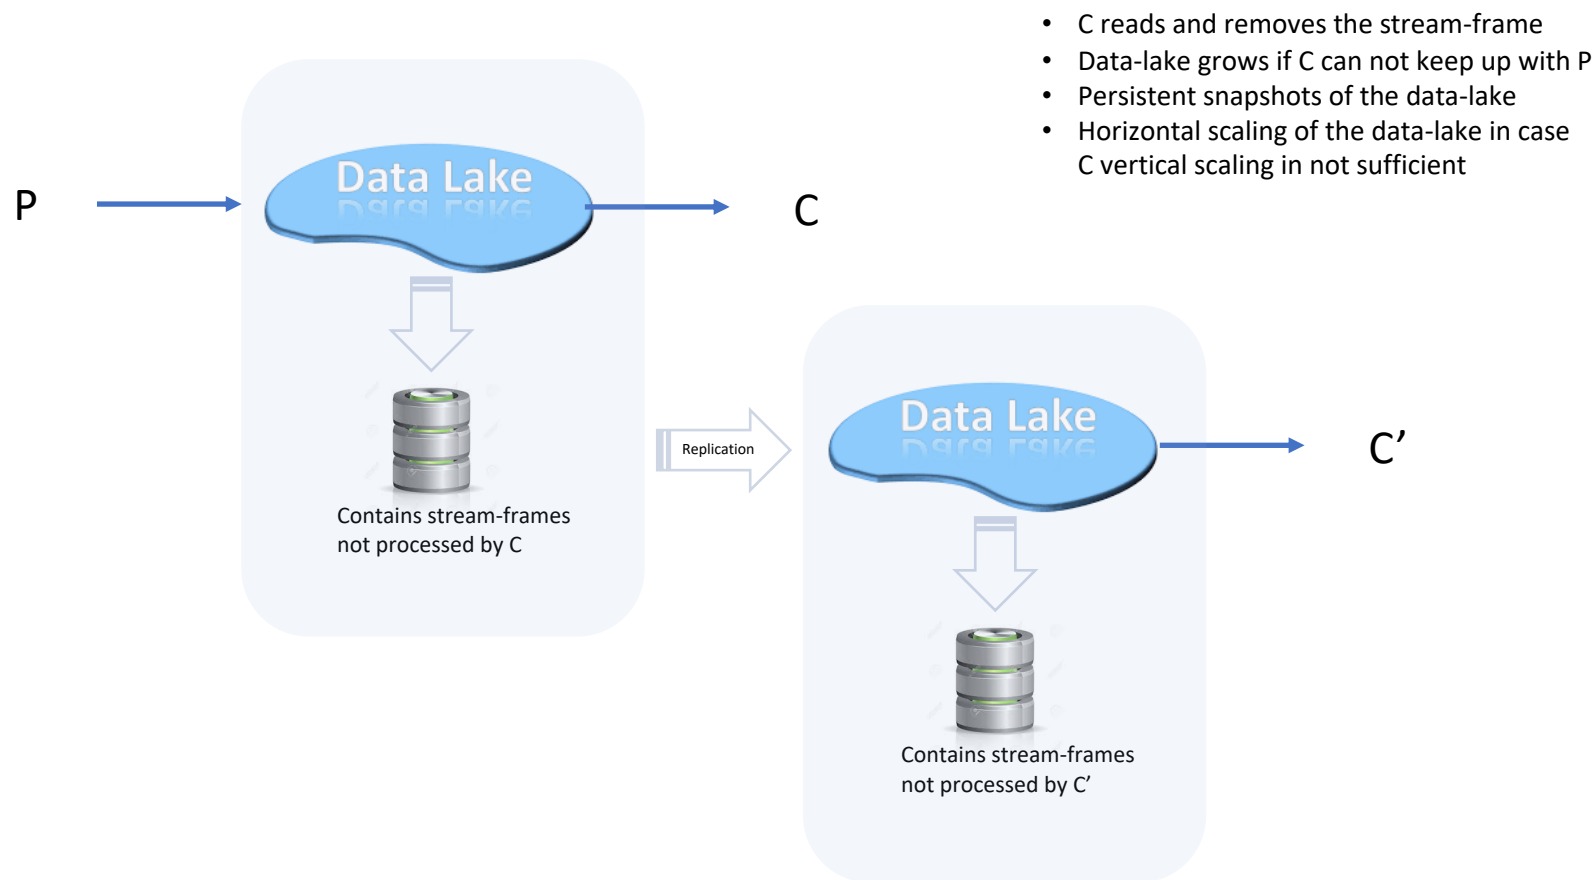 • C reads and removes the stream-frame
• Data-lake grows if C can not keep up with P
• Persistent snapshots of the data-lake
• Horizontal scaling of the data-lake in case
C vertical scaling in not sufficient
P
Data Lake
C
Contains stream-frames
not processed by C
Replication
Data Lake
C’
Contains stream-frames
not processed by C’